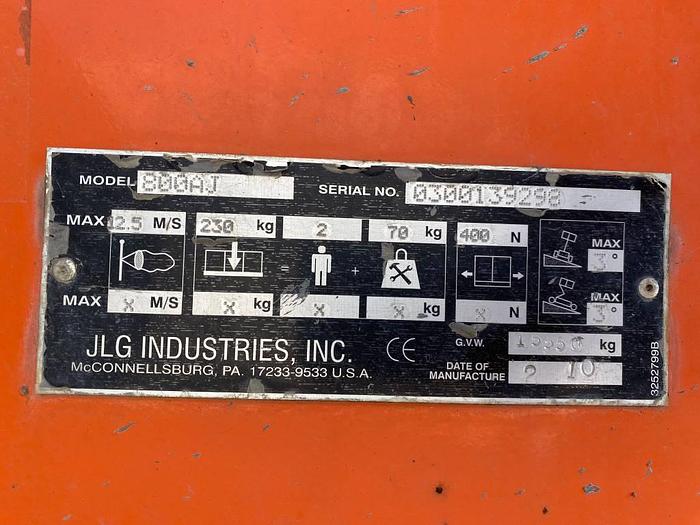 MODEL 800AJ SERIAL NO. 0300139298
MAX 12.5 M/S 230 kg 2 70 kg 400 N
MAX 3°
= +
MAX X M/S X kg X X kg X N
MAX 3°
JLG INDUSTRIES, INC. CE
McCONNELLSBURG, PA. 17233-9533 U.S.A.
G.V.W. kg
DATE OF MANUFACTURE 2 10
3252799B